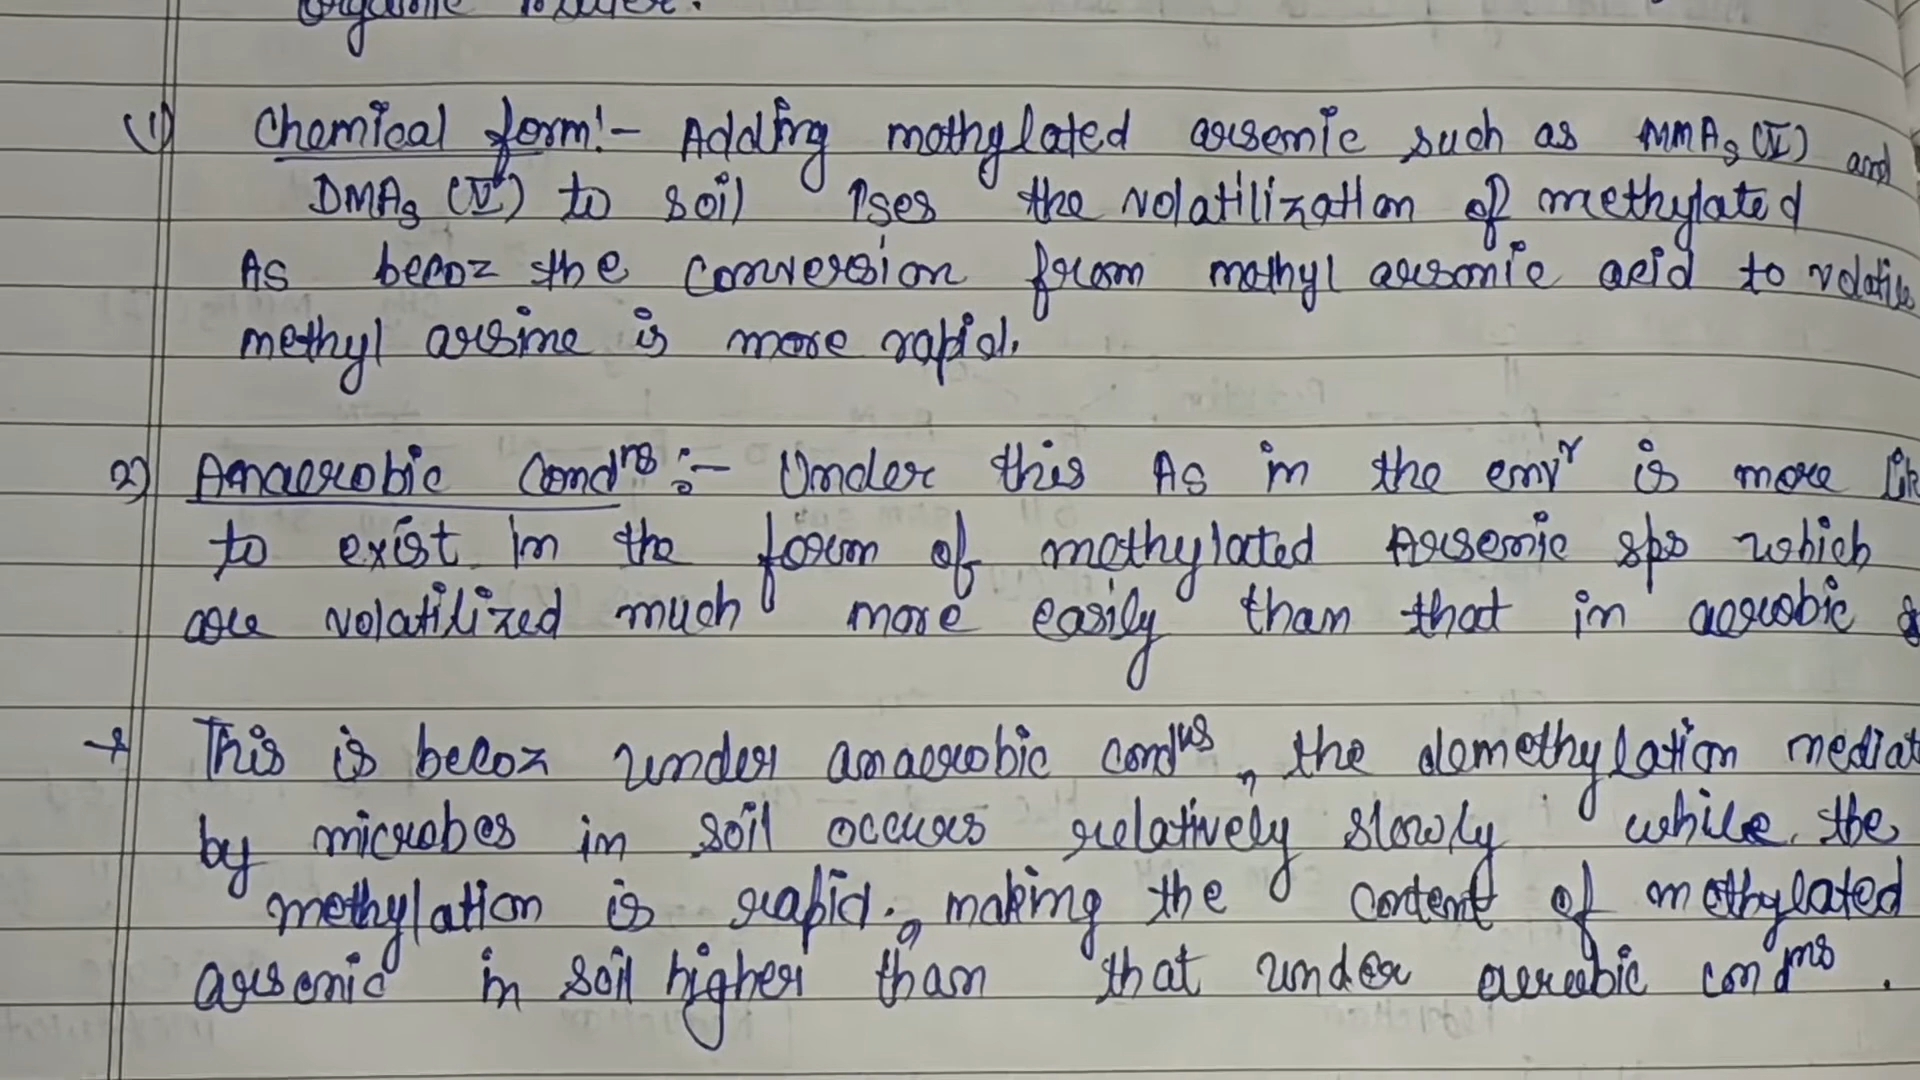 organic matter.
(1) Chemical form:- Adding methylated arsenic such as MMAs (V) and
DMAs (V) to soil ↑ses the volatilization of methylated
As becoz the conversion from methyl arsonic acid to volatile
methyl arsine is more rapid.
2) Anaerobic Condns :- Under this As in the envr is more
to exist in the form of methylated Arsenic sps which
are volatilized much more easily than that in aerobic
→ This is becoz under anaerobic condns, the demethylation mediat
by microbes in soil occurs relatively slowly while the
methylation is rapid, making the content of methylated
arsenic in soil higher than that under aerobic condns.